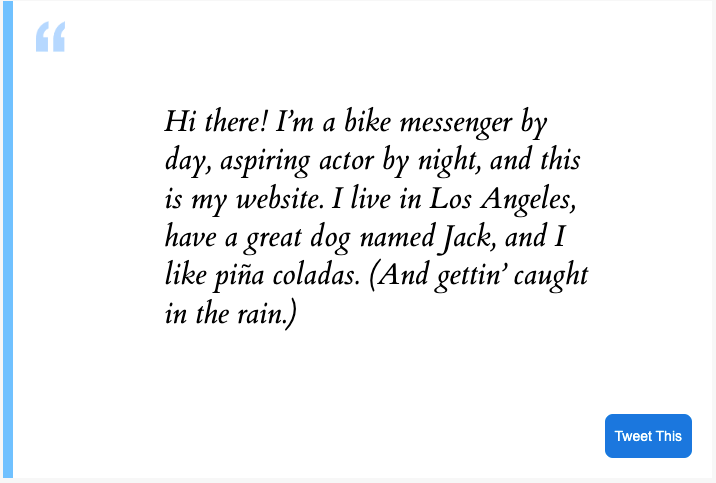 “
Hi there! I’m a bike messenger by
day, aspiring actor by night, and this
is my website. I live in Los Angeles,
have a great dog named Jack, and I
like piña coladas. (And gettin’ caught
in the rain.)
Tweet This